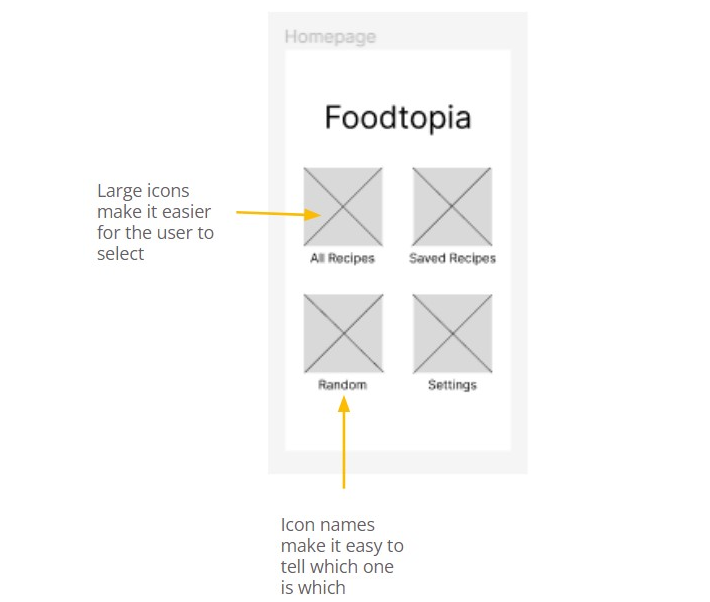 Homepage
Foodtopia
Large icons
make it easier
for the user to
select
All Recipes
Saved Recipes
Random
Settings
Icon names
make it easy to
tell which one
is which